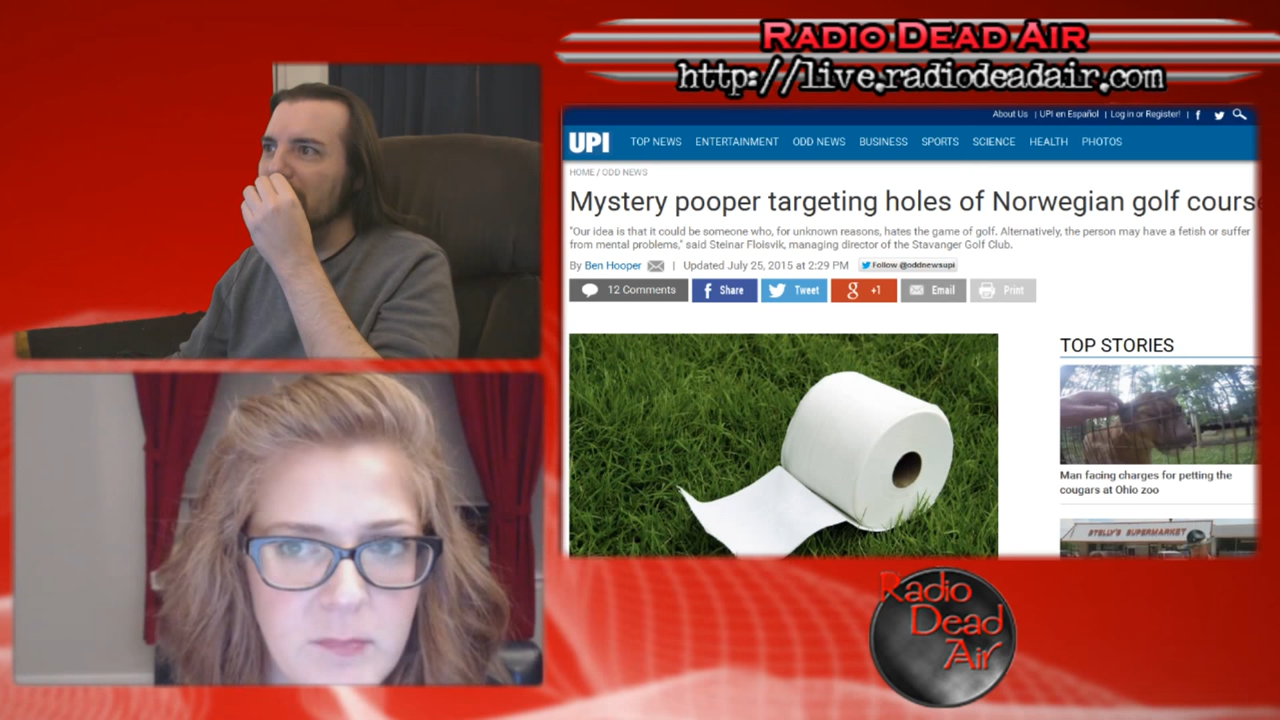 RADIO DEAD AIR
http://live.radiodeadair.com
About Us | UPI en Español | Log in or Register! |
UPI TOP NEWS ENTERTAINMENT ODD NEWS BUSINESS SPORTS SCIENCE HEALTH PHOTOS
HOME / ODD NEWS
Mystery pooper targeting holes of Norwegian golf course
"Our idea is that it could be someone who, for unknown reasons, hates the game of golf. Alternatively, the person may have a fetish or suffer
from mental problems," said Steinar Floisvik, managing director of the Stavanger Golf Club.
By Ben Hooper | Updated July 25, 2015 at 2:29 PM Follow @oddnewsupi
12 Comments Share Tweet +1 Email Print
TOP STORIES
Man facing charges for petting the
cougars at Ohio zoo
STELLY'S SUPERMARKET
Radio
Dead
Air